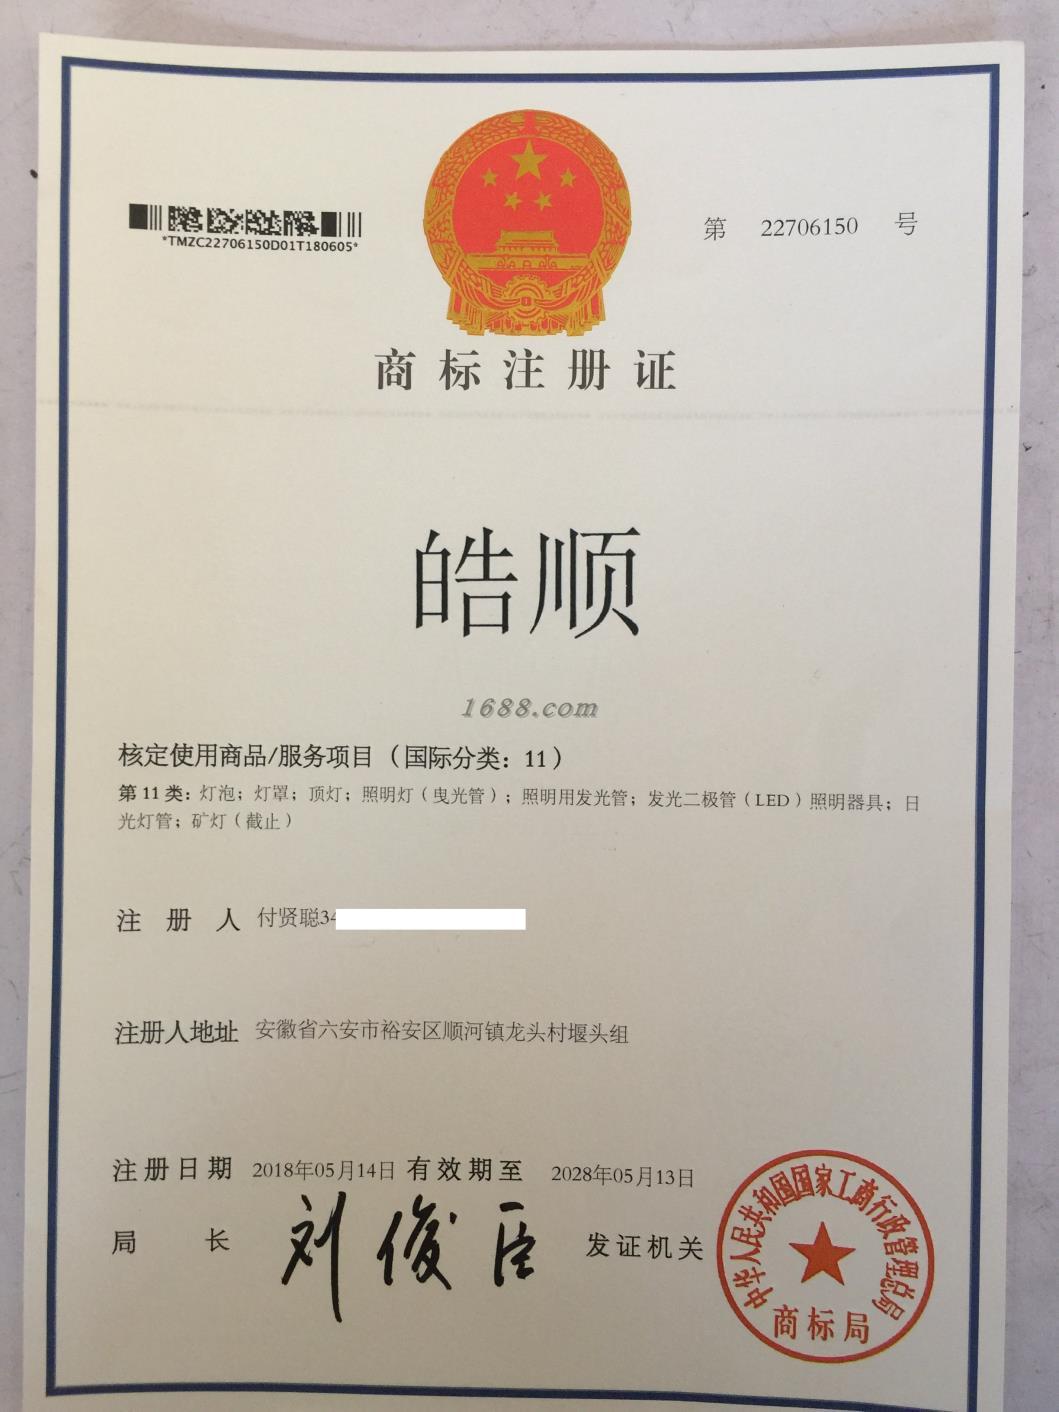 *TMZC22706150D01T180605*
第 22706150 号
商标注册证
皓顺
1688.com
核定使用商品/服务项目（国际分类：11）
第11类：灯泡；灯罩；顶灯；照明灯（曳光管）；照明用发光管；发光二极管（LED）照明器具；日
光灯管；矿灯（截止）
注册人 付贤聪34
注册人地址 安徽省六安市裕安区顺河镇龙头村堰头组
注册日期 2018年05月14日 有效期至 2028年05月13日
局长 刘俊臣 发证机关
中华人民共和国国家工商行政管理总局
商标局